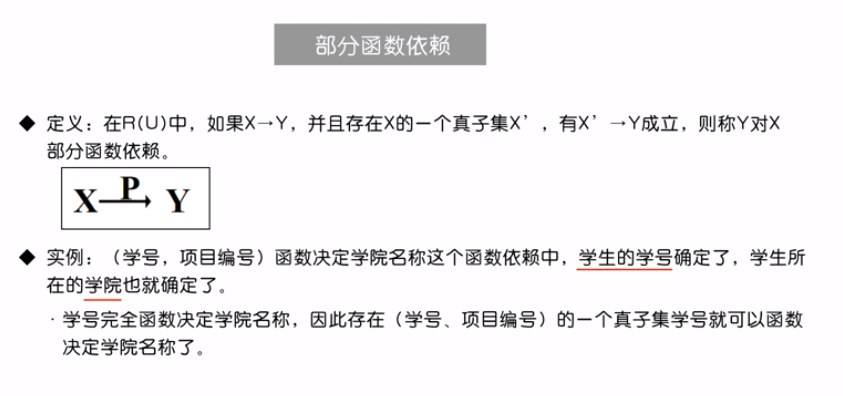 部分函数依赖
◆ 定义：在R(U)中，如果X→Y，并且存在X的一个真子集X’，有X’→Y成立，则称Y对X
部分函数依赖。
P
X → Y
◆ 实例：（学号，项目编号）函数决定学院名称这个函数依赖中，学生的学号确定了，学生所
在的学院也就确定了。
·学号完全函数决定学院名称，因此存在（学号、项目编号）的一个真子集学号就可以函数
决定学院名称了。